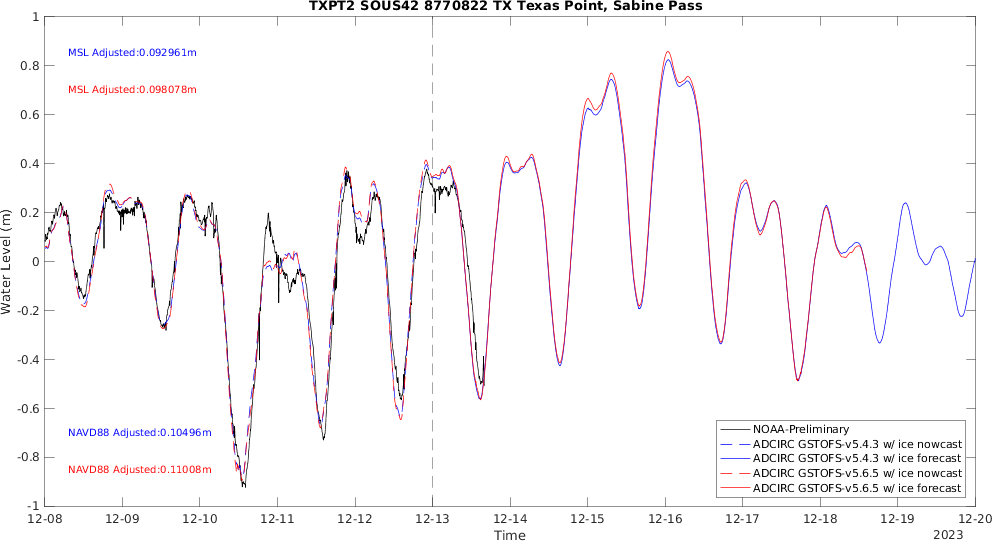 TXPT2 SOUS42 8770822 TX Texas Point, Sabine Pass
1
0.8
0.6
0.4
0.2
0
-0.2
-0.4
-0.6
-0.8
-1
Water Level (m)
MSL Adjusted:0.092961m
MSL Adjusted:0.098078m
NAVD88 Adjusted:0.10496m
NAVD88 Adjusted:0.11008m
NOAA-Preliminary
ADCIRC GSTOFS-v5.4.3 w/ ice nowcast
ADCIRC GSTOFS-v5.4.3 w/ ice forecast
ADCIRC GSTOFS-v5.6.5 w/ ice nowcast
ADCIRC GSTOFS-v5.6.5 w/ ice forecast
12-08 12-09 12-10 12-11 12-12 12-13 12-14 12-15 12-16 12-17 12-18 12-19 12-20
Time
2023